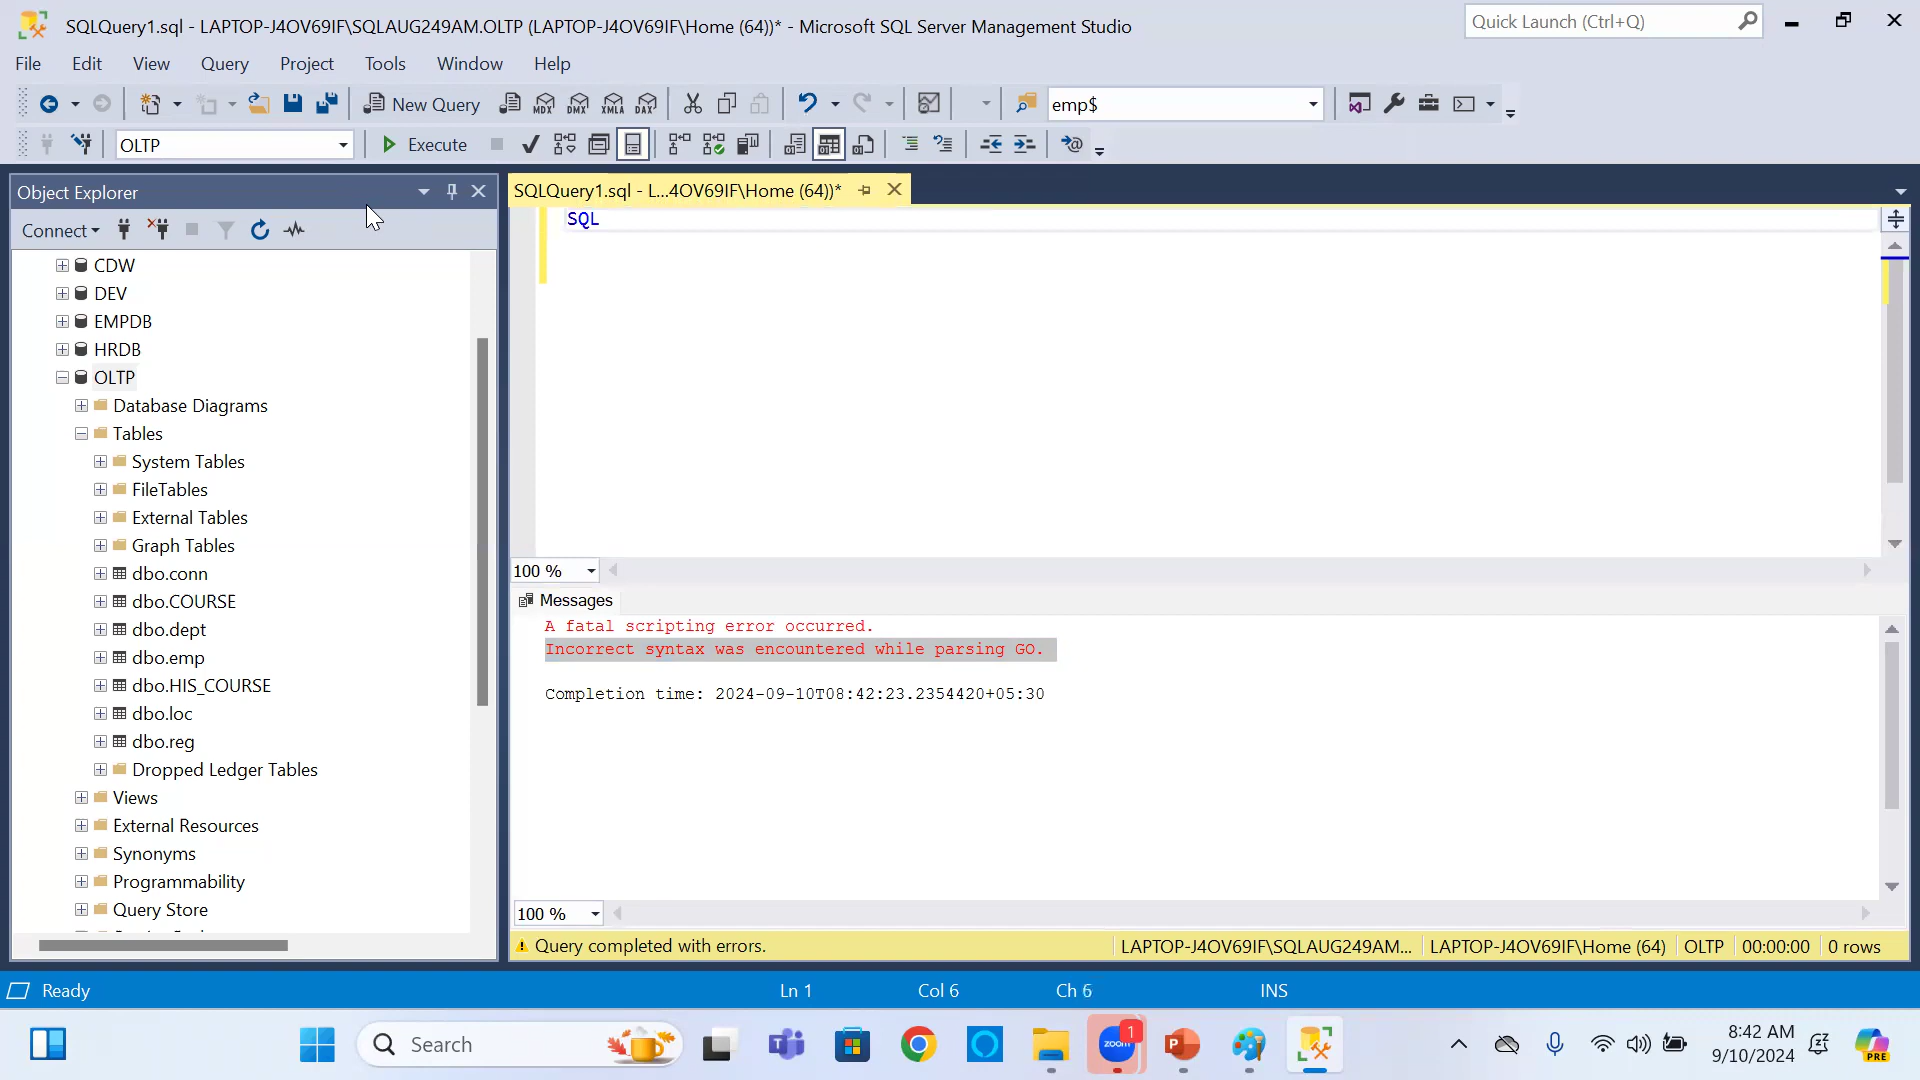 SQLQuery1.sql - LAPTOP-J4OV69IF\SQLAUG249AM.OLTP (LAPTOP-J4OV69IF\Home (64))* - Microsoft SQL Server Management Studio
Quick Launch (Ctrl+Q)
File Edit View Query Project Tools Window Help
New Query
MDX DMX XMLA DAX
emp$
OLTP
Execute
Object Explorer
SQLQuery1.sql - L...4OV69IF\Home (64))*
Connect
SQL
CDW
DEV
EMPDB
HRDB
OLTP
Database Diagrams
Tables
System Tables
FileTables
External Tables
Graph Tables
dbo.conn
dbo.COURSE
dbo.dept
dbo.emp
dbo.HIS_COURSE
dbo.loc
dbo.reg
Dropped Ledger Tables
Views
External Resources
Synonyms
Programmability
Query Store
100 %
Messages
A fatal scripting error occurred.
Incorrect syntax was encountered while parsing GO.
Completion time: 2024-09-10T08:42:23.2354420+05:30
100 %
Query completed with errors.
LAPTOP-J4OV69IF\SQLAUG249AM... LAPTOP-J4OV69IF\Home (64) OLTP 00:00:00 0 rows
Ready
Ln 1
Col 6
Ch 6
INS
Search
zoom
1
8:42 AM
9/10/2024
PRE